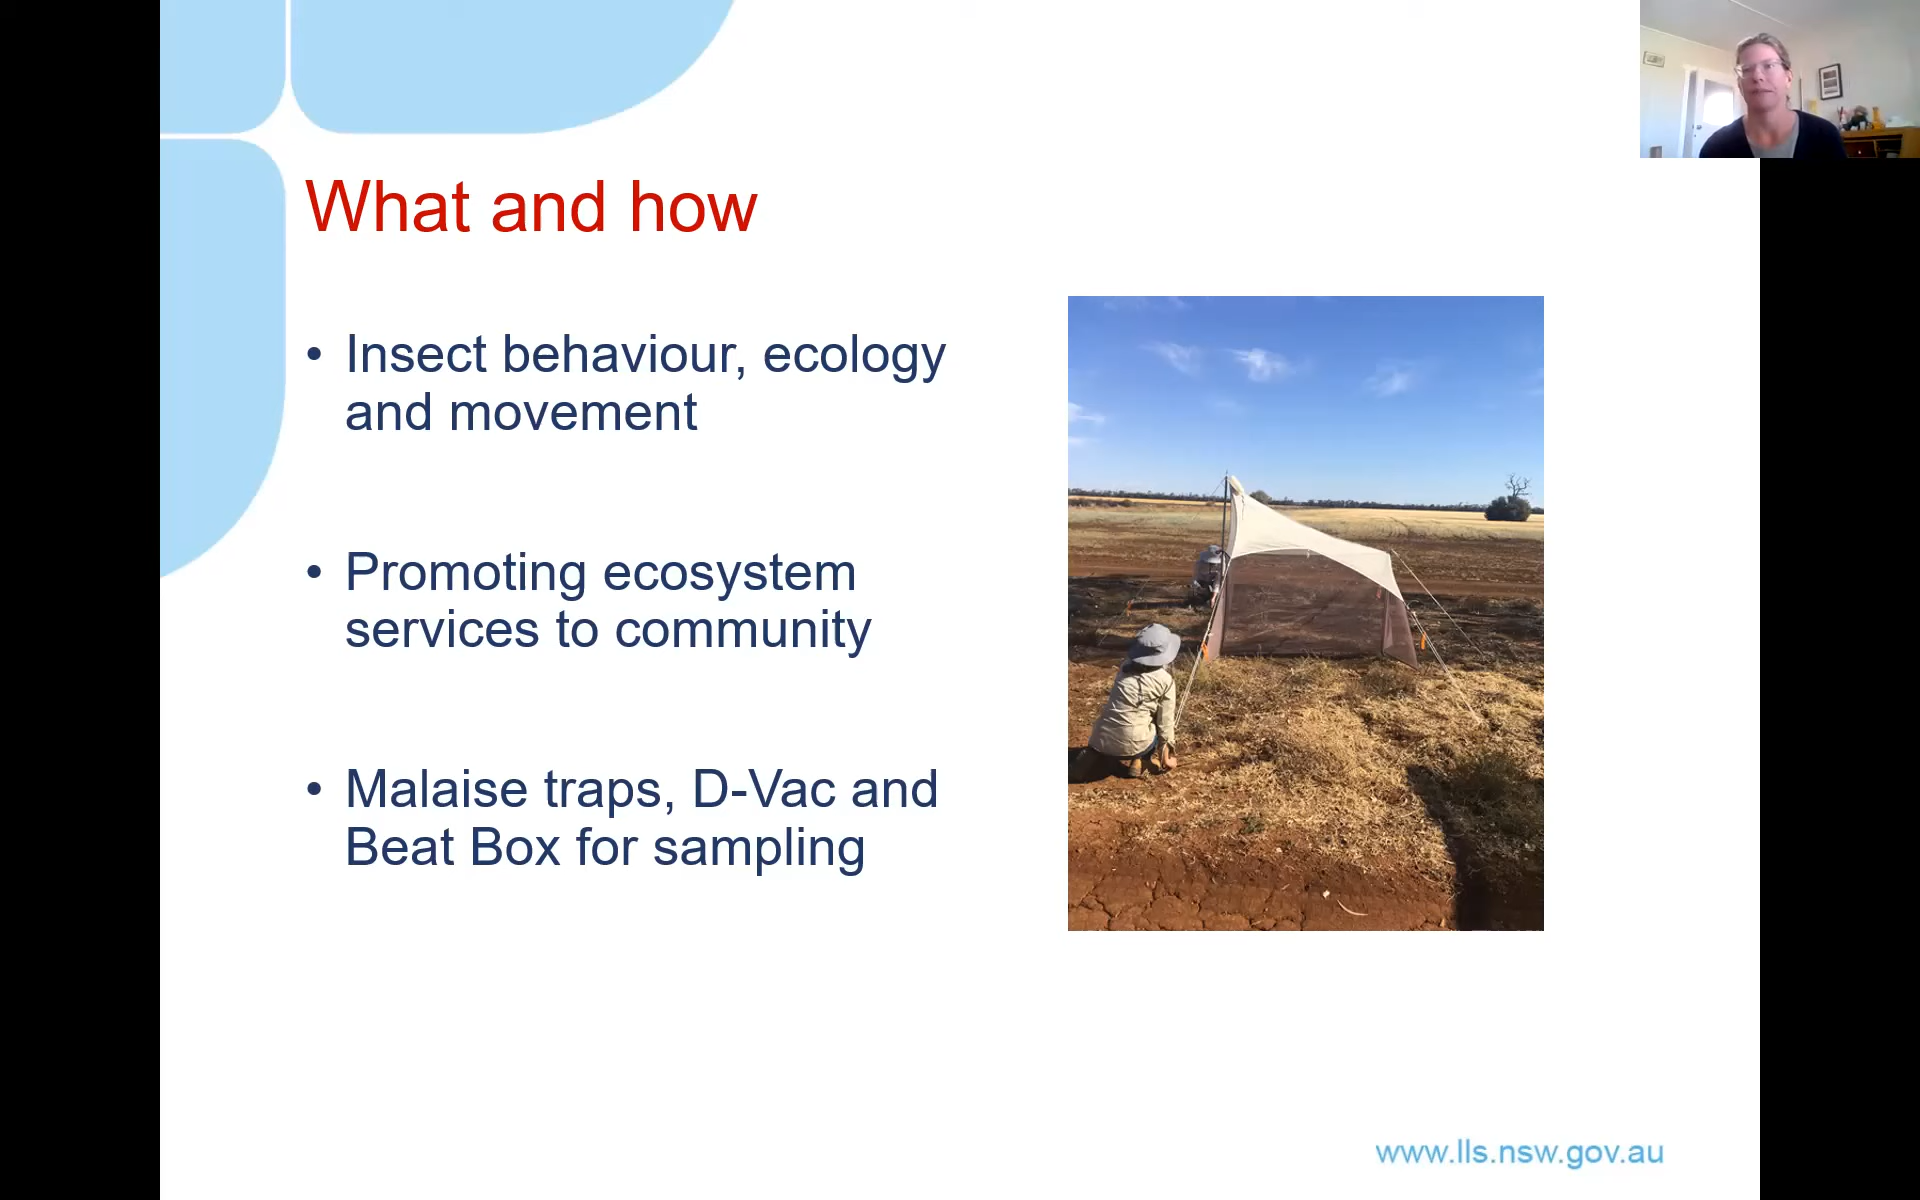 What and how
• Insect behaviour, ecology
and movement
• Promoting ecosystem
services to community
• Malaise traps, D-Vac and
Beat Box for sampling
www.lls.nsw.gov.au